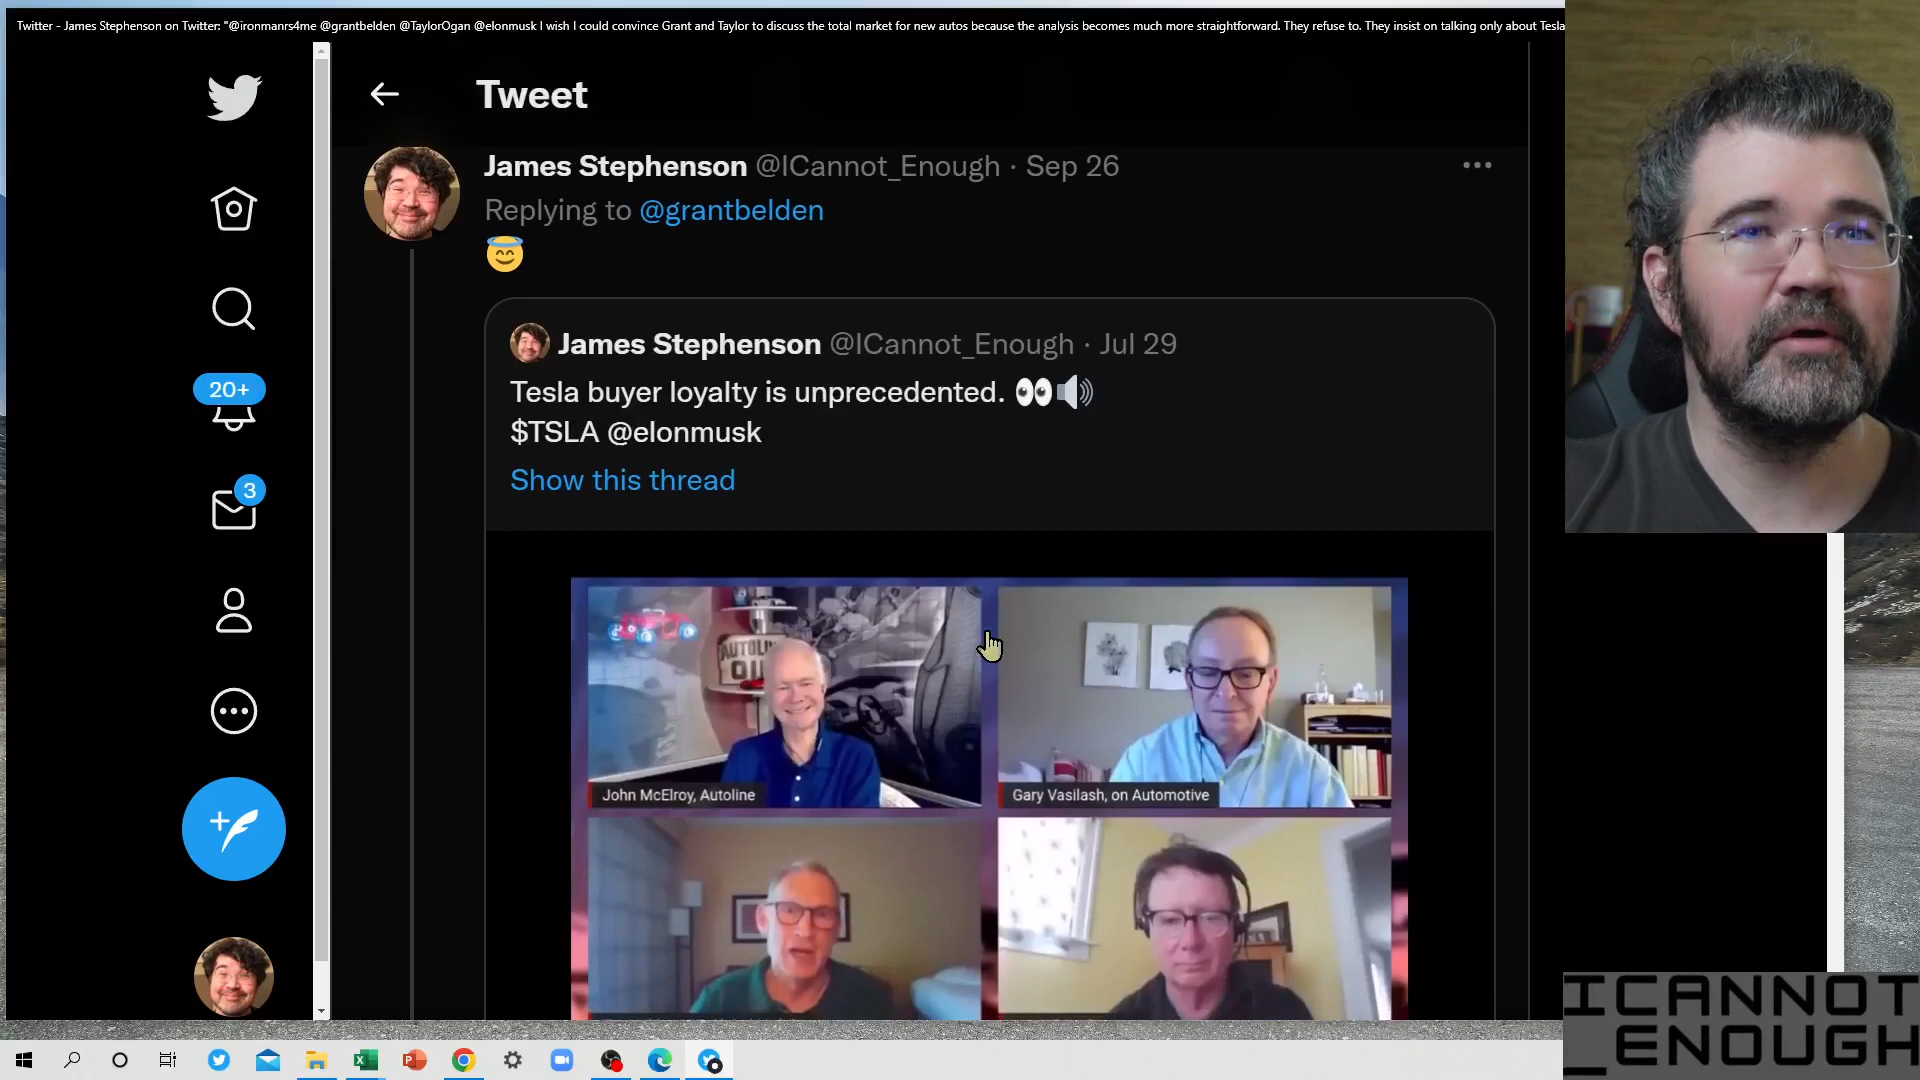 Twitter - James Stephenson on Twitter: "@ironmanrs4me @grantbelden @TaylorOgan @elonmusk I wish I could convince Grant and Taylor to discuss the total market for new autos because the analysis becomes much more straightforward. They refuse to. They insist on talking only about Tesla
Tweet
James Stephenson @ICannot_Enough · Sep 26
Replying to @grantbelden
James Stephenson @ICannot_Enough · Jul 29
Tesla buyer loyalty is unprecedented.
$TSLA @elonmusk
Show this thread
20+
3
AUTOLINE
OIL
John McElroy, Autoline
Gary Vasilash, on Automotive
ICANNOT
_ENOUGH